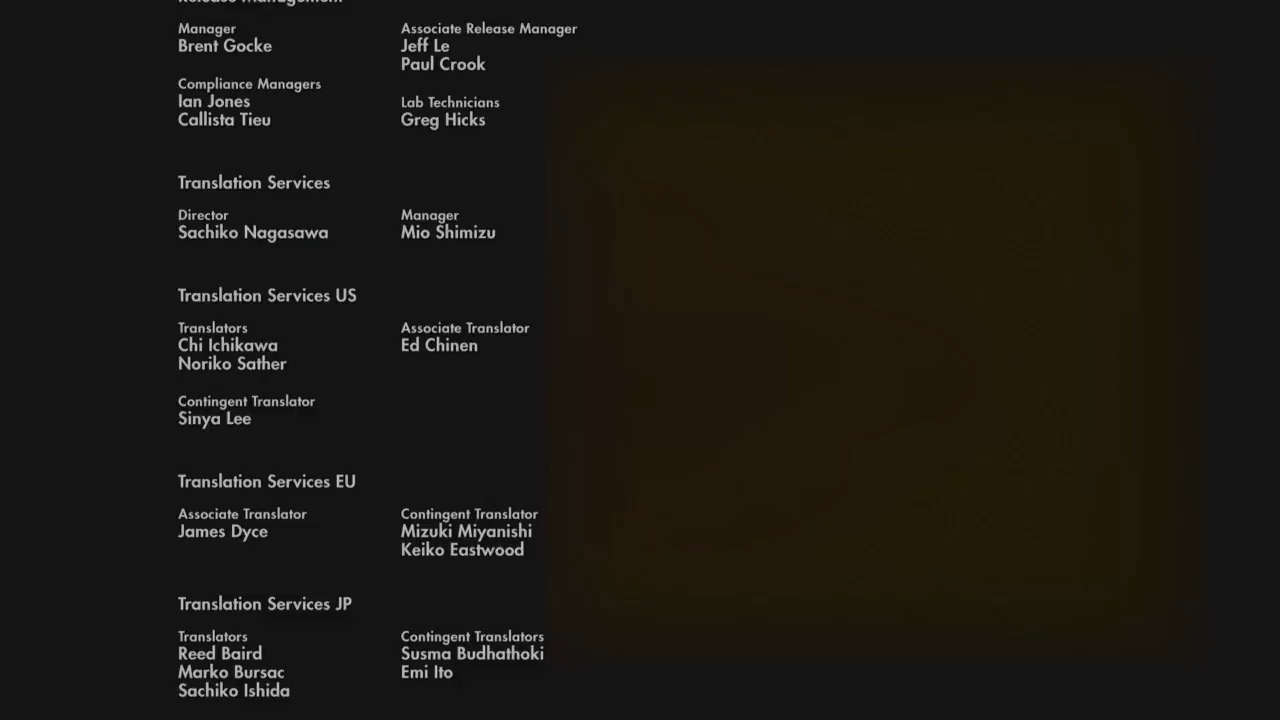 Release Management
Manager
Brent Gocke
Associate Release Manager
Jeff Le
Paul Crook
Compliance Managers
Ian Jones
Callista Tieu
Lab Technicians
Greg Hicks
Translation Services
Director
Sachiko Nagasawa
Manager
Mio Shimizu
Translation Services US
Translators
Chi Ichikawa
Noriko Sather
Associate Translator
Ed Chinen
Contingent Translator
Sinya Lee
Translation Services EU
Associate Translator
James Dyce
Contingent Translator
Mizuki Miyanishi
Keiko Eastwood
Translation Services JP
Translators
Reed Baird
Marko Bursac
Sachiko Ishida
Contingent Translators
Susma Budhathoki
Emi Ito